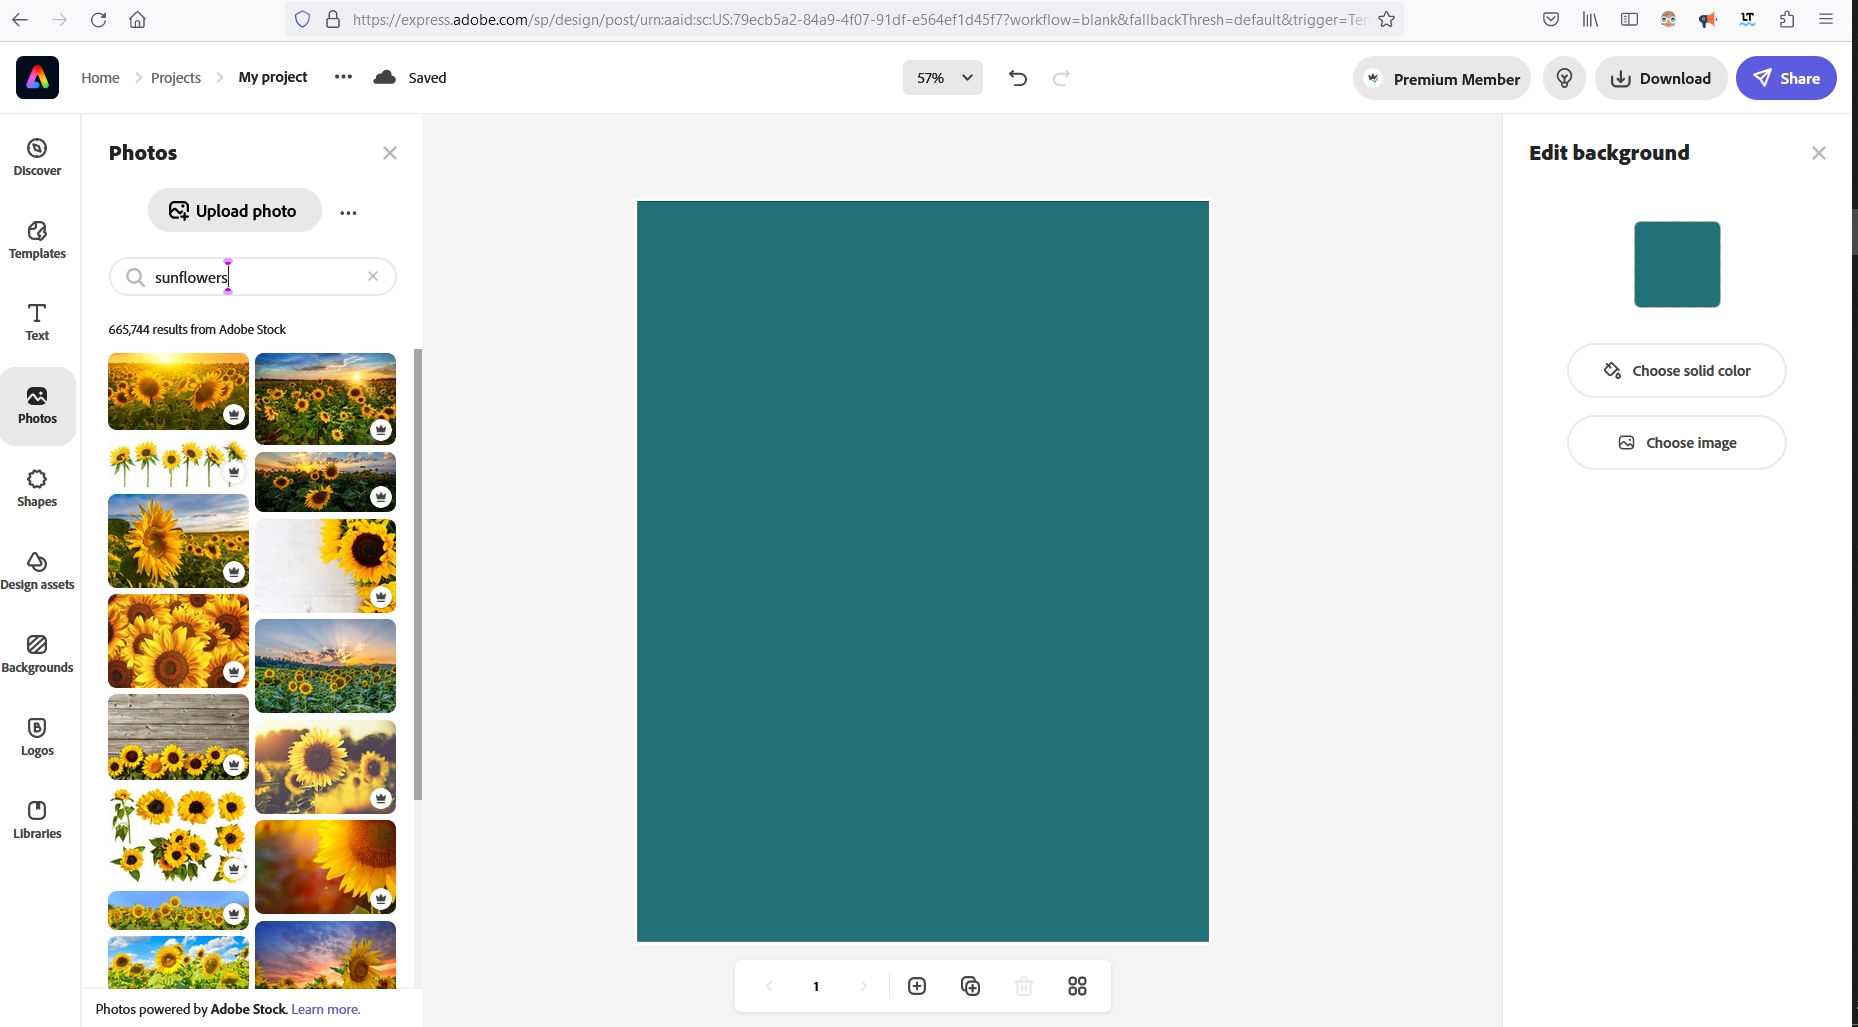 https://express.adobe.com/sp/design/post/urn:aaid:sc:US:79ecb5a2-84a9-4f07-91df-e564ef1d45f7?workflow=blank&fallbackThresh=default&trigger=Ter
LT
Home
Projects
My project
Saved
57%
Premium Member
Download
Share
Discover
Templates
Text
Photos
Shapes
Design assets
Backgrounds
Logos
Libraries
Photos
Upload photo
sunflowers
665,744 results from Adobe Stock
Photos powered by Adobe Stock. Learn more.
1
Edit background
Choose solid color
Choose image